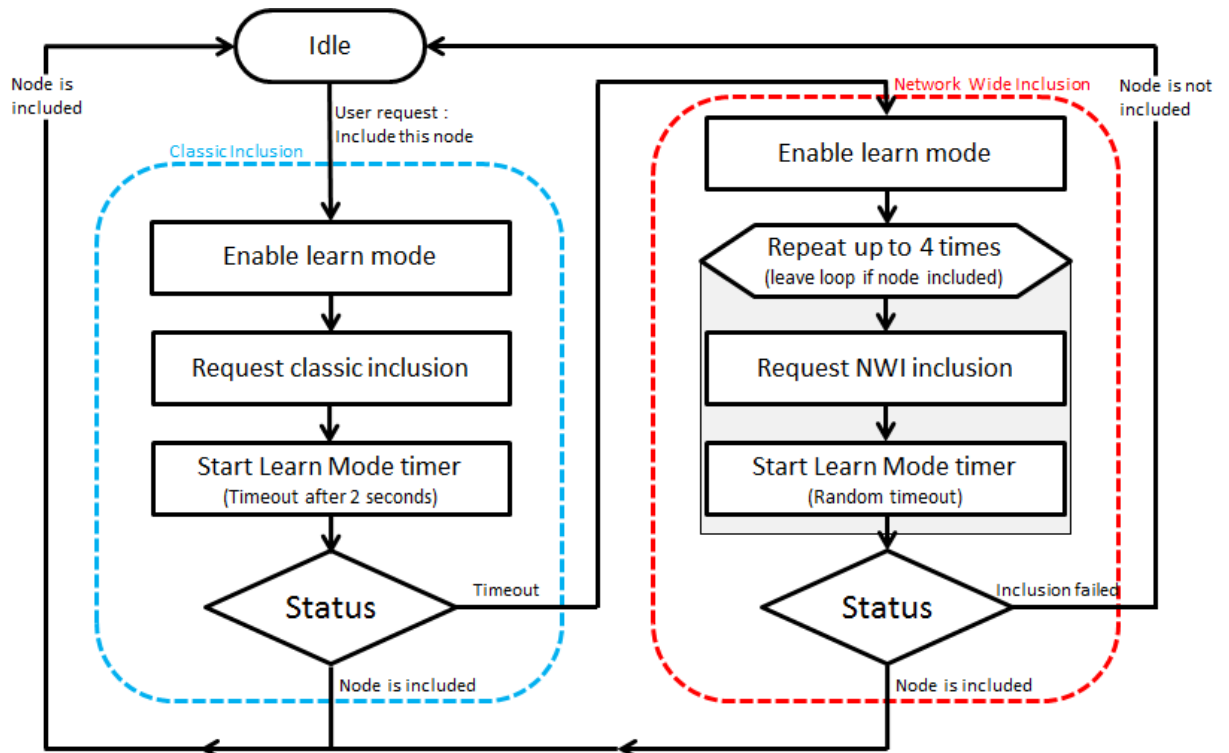 Idle
Node is
included
User request :
Include this node
Classic Inclusion
Enable learn mode
Request classic inclusion
Start Learn Mode timer
(Timeout after 2 seconds)
Status
Timeout
Node is included
Network Wide Inclusion
Node is not
included
Enable learn mode
Repeat up to 4 times
(leave loop if node included)
Request NWI inclusion
Start Learn Mode timer
(Random timeout)
Status
Inclusion failed
Node is included